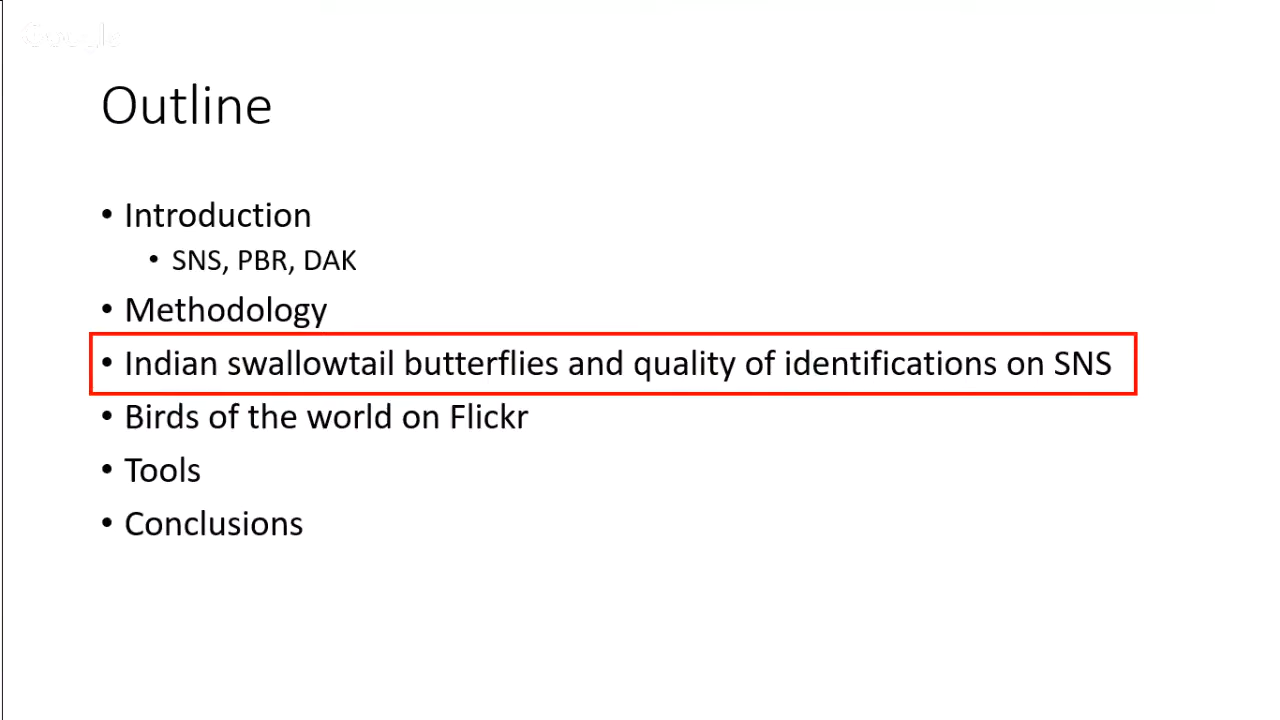 Outline
• Introduction
• SNS, PBR, DAK
• Methodology
• Indian swallowtail butterflies and quality of identifications on SNS
• Birds of the world on Flickr
• Tools
• Conclusions